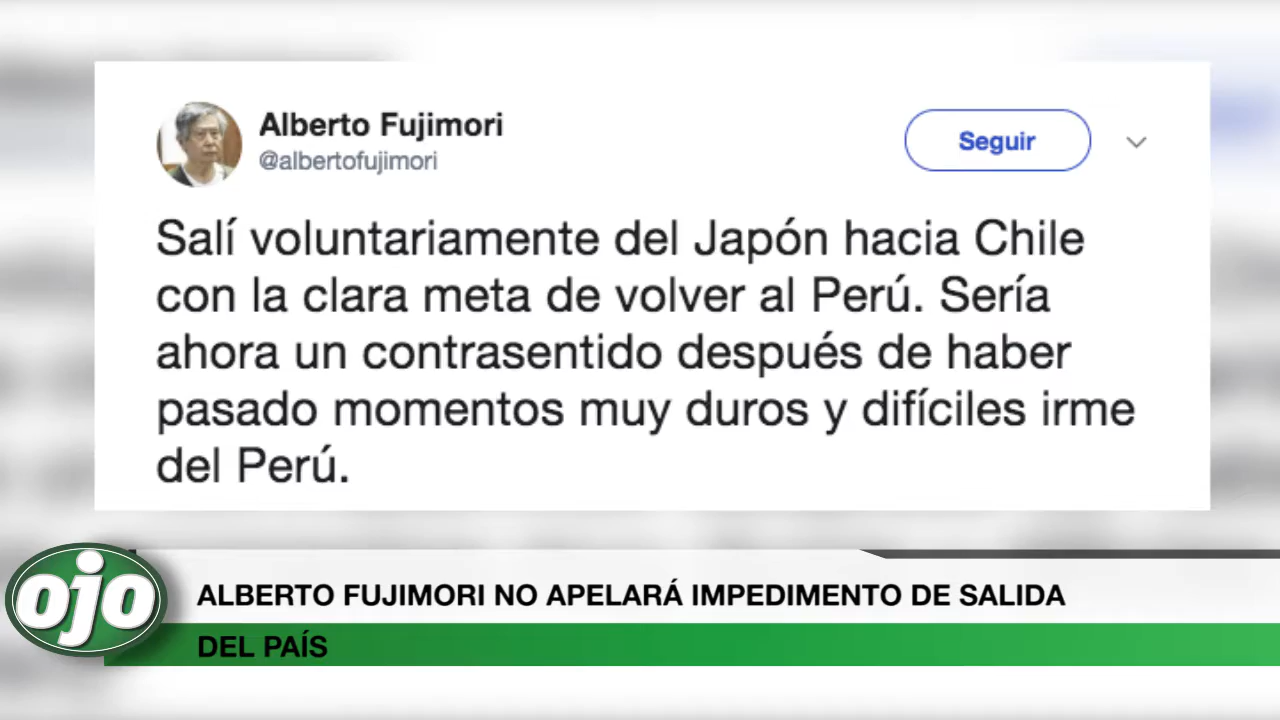 Alberto Fujimori
@albertofujimori
Seguir
Salí voluntariamente del Japón hacia Chile
con la clara meta de volver al Perú. Sería
ahora un contrasentido después de haber
pasado momentos muy duros y difíciles irme
del Perú.
ojo
ALBERTO FUJIMORI NO APELARÁ IMPEDIMENTO DE SALIDA
DEL PAÍS